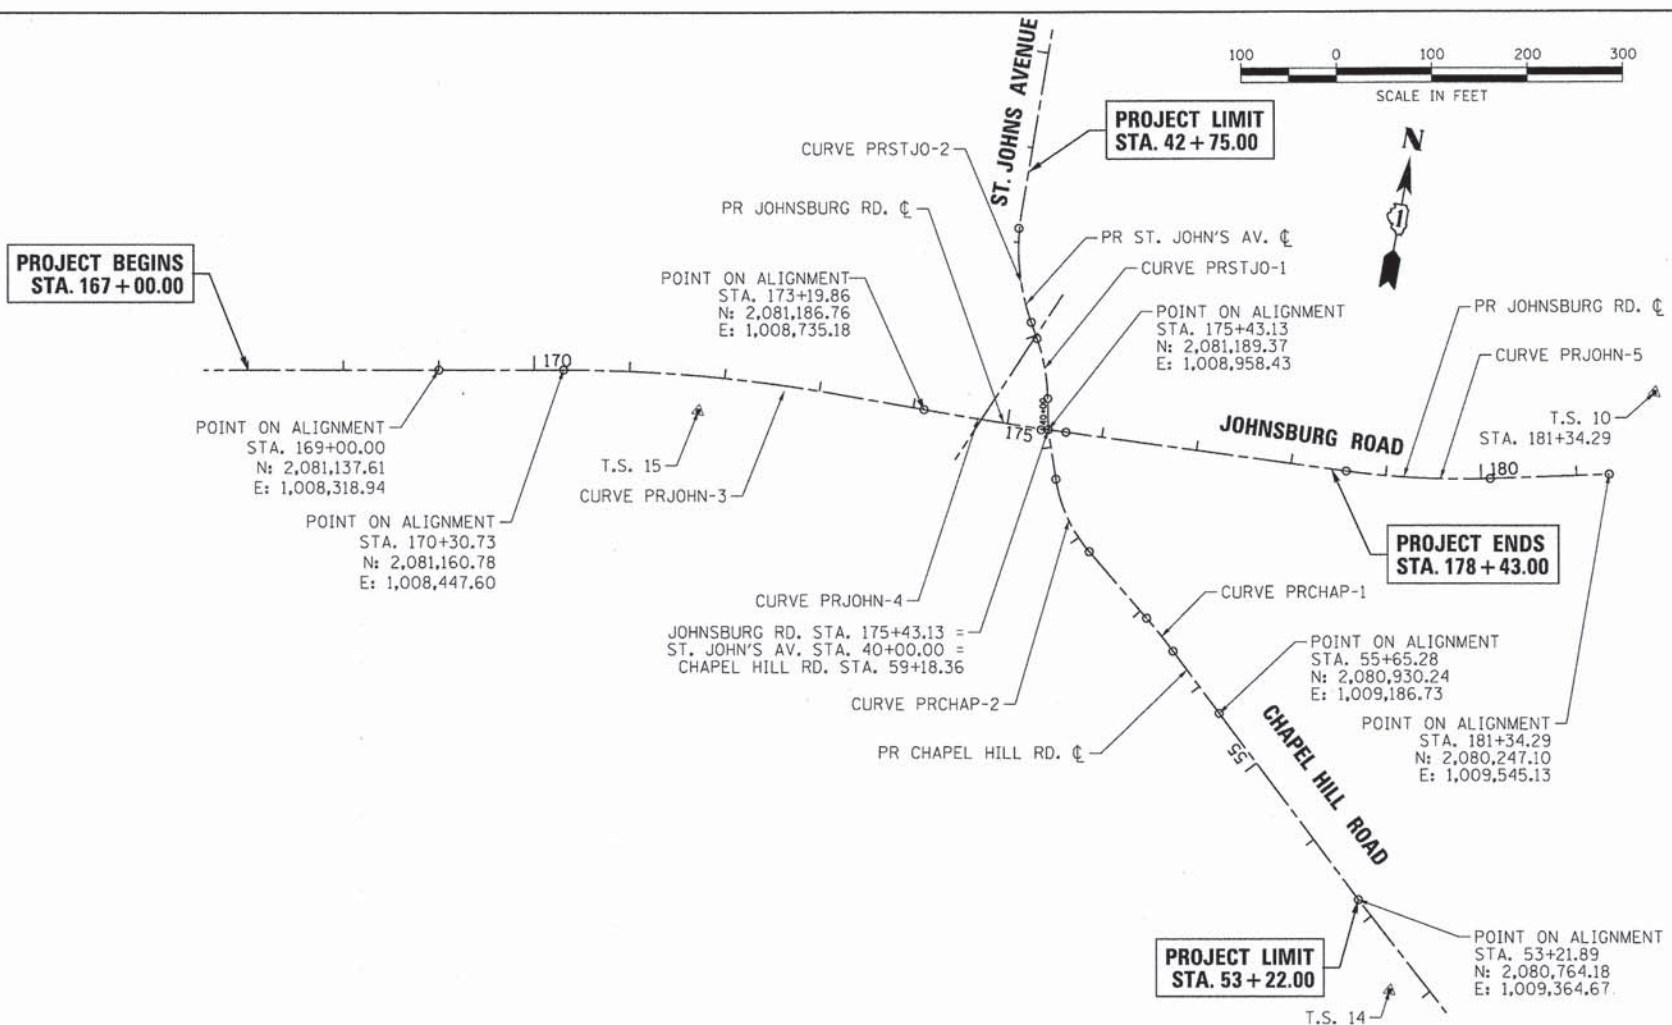 100 0 100 200 300
SCALE IN FEET
N
1
ST. JOHNS AVENUE
PROJECT LIMIT
STA. 42+75.00
CURVE PRSTJO-2
PR JOHNSBURG RD. ℄
PR ST. JOHN'S AV. ℄
CURVE PRSTJO-1
PROJECT BEGINS
STA. 167+00.00
POINT ON ALIGNMENT
STA. 173+19.86
N: 2,081,186.76
E: 1,008,735.18
POINT ON ALIGNMENT
STA. 175+43.13
N: 2,081,189.37
E: 1,008,958.43
PR JOHNSBURG RD. ℄
CURVE PRJOHN-5
170
175
40+00
JOHNSBURG ROAD
180
T.S. 10
STA. 181+34.29
POINT ON ALIGNMENT
STA. 169+00.00
N: 2,081,137.61
E: 1,008,318.94
T.S. 15
CURVE PRJOHN-3
POINT ON ALIGNMENT
STA. 170+30.73
N: 2,081,160.78
E: 1,008,447.60
PROJECT ENDS
STA. 178+43.00
CURVE PRJOHN-4
JOHNSBURG RD. STA. 175+43.13 =
ST. JOHN'S AV. STA. 40+00.00 =
CHAPEL HILL RD. STA. 59+18.36
CURVE PRCHAP-1
CURVE PRCHAP-2
POINT ON ALIGNMENT
STA. 55+65.28
N: 2,080,930.24
E: 1,009,186.73
PR CHAPEL HILL RD. ℄
55
CHAPEL HILL ROAD
POINT ON ALIGNMENT
STA. 181+34.29
N: 2,080,247.10
E: 1,009,545.13
PROJECT LIMIT
STA. 53+22.00
POINT ON ALIGNMENT
STA. 53+21.89
N: 2,080,764.18
E: 1,009,364.67
T.S. 14